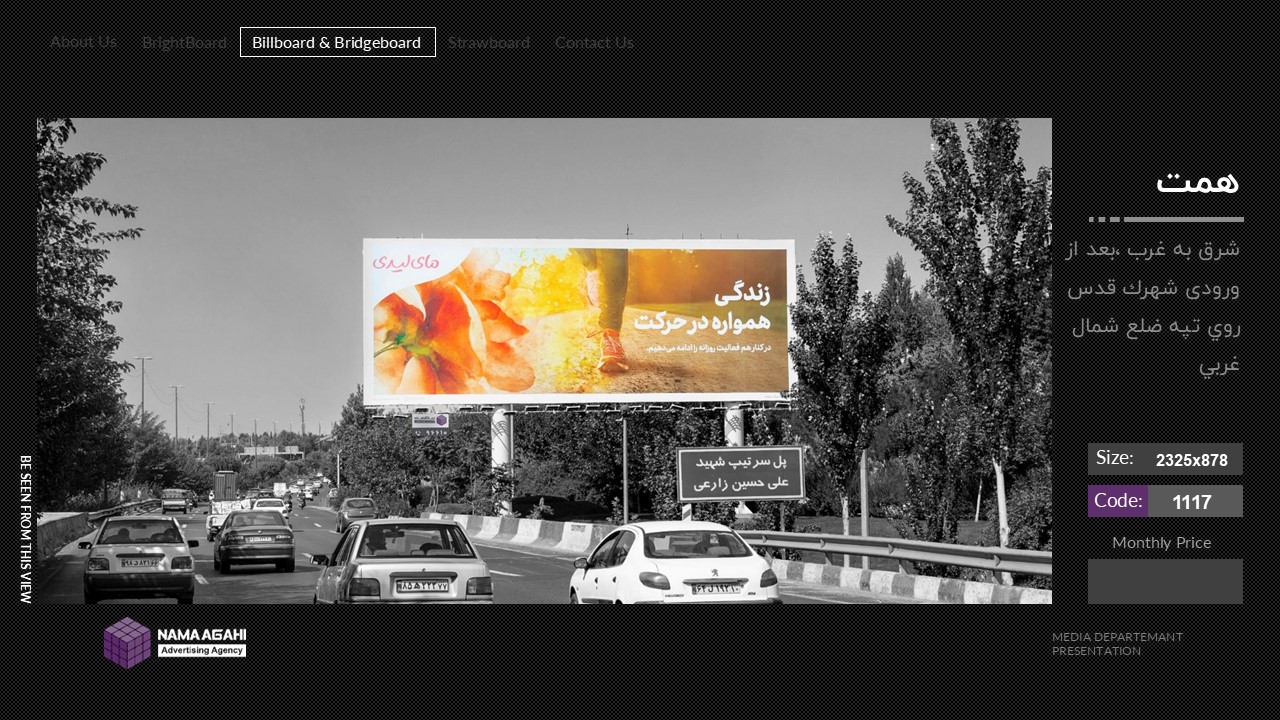 About Us
BrightBoard
Billboard & Bridgeboard
Strawboard
Contact Us
همت
شرق به غرب ،بعد از
ورودی شهرك قدس
روي تپه ضلع شمال
غربي
مای‌لیدی
زندگی
همواره در حرکت
در کنار هم فعالیت روزانه را ادامه می‌دهیم.
۹۶۶۱۰
پل سرتیپ شهید
علی حسین زارعی
Size: 2325x878
Code: 1117
Monthly Price
BE SEEN FROM THIS VIEW
NAMA AGAHI
Advertising Agency
MEDIA DEPARTEMANT
PRESENTATION